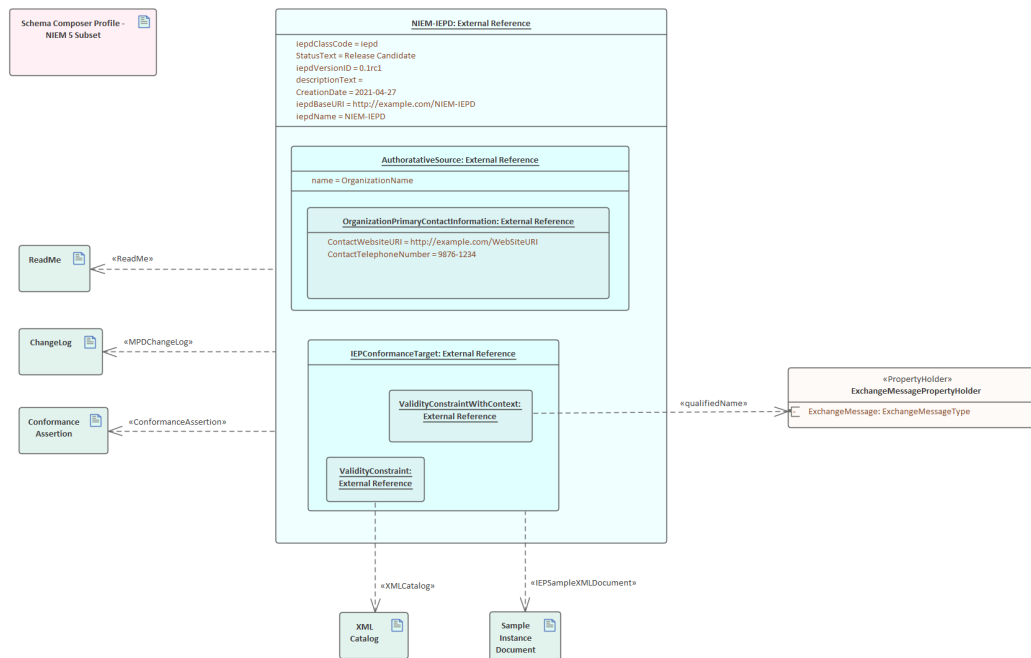 Schema Composer Profile -
NIEM 5 Subset
NIEM-IEPD: External Reference
iepdClassCode = iepd
StatusText = Release Candidate
iepdVersionID = 0.1rc1
descriptionText =
CreationDate = 2021-04-27
iepdBaseURI = http://example.com/NIEM-IEPD
iepdName = NIEM-IEPD
AuthoratativeSource: External Reference
name = OrganizationName
OrganizationPrimaryContactInformation: External Reference
ContactWebsiteURI = http://example.com/WebSiteURI
ContactTelephoneNumber = 9876-1234
ReadMe
«ReadMe»
ChangeLog
«MPDChangeLog»
Conformance
Assertion
«ConformanceAssertion»
IEPConformanceTarget: External Reference
ValidityConstraintWithContext:
External Reference
«qualifiedName»
«PropertyHolder»
ExchangeMessagePropertyHolder
ExchangeMessage: ExchangeMessageType
ValidityConstraint:
External Reference
«XMLCatalog»
«IEPSampleXMLDocument»
XML
Catalog
Sample
Instance
Document